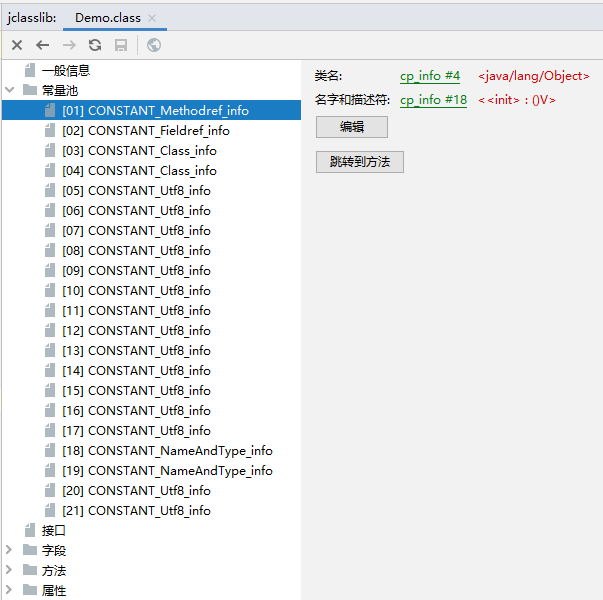 jclasslib: Demo.class
一般信息
常量池
[01] CONSTANT_Methodref_info
[02] CONSTANT_Fieldref_info
[03] CONSTANT_Class_info
[04] CONSTANT_Class_info
[05] CONSTANT_Utf8_info
[06] CONSTANT_Utf8_info
[07] CONSTANT_Utf8_info
[08] CONSTANT_Utf8_info
[09] CONSTANT_Utf8_info
[10] CONSTANT_Utf8_info
[11] CONSTANT_Utf8_info
[12] CONSTANT_Utf8_info
[13] CONSTANT_Utf8_info
[14] CONSTANT_Utf8_info
[15] CONSTANT_Utf8_info
[16] CONSTANT_Utf8_info
[17] CONSTANT_Utf8_info
[18] CONSTANT_NameAndType_info
[19] CONSTANT_NameAndType_info
[20] CONSTANT_Utf8_info
[21] CONSTANT_Utf8_info
接口
字段
方法
属性
类名: cp_info #4 <java/lang/Object>
名字和描述符: cp_info #18 <<init> : ()V>
编辑
跳转到方法